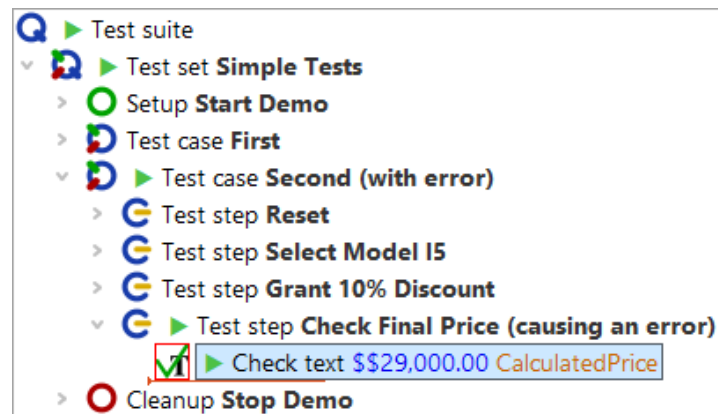 Test suite
Test set Simple Tests
Setup Start Demo
Test case First
Test case Second (with error)
Test step Reset
Test step Select Model I5
Test step Grant 10% Discount
Test step Check Final Price (causing an error)
Check text $$29,000.00 CalculatedPrice
Cleanup Stop Demo